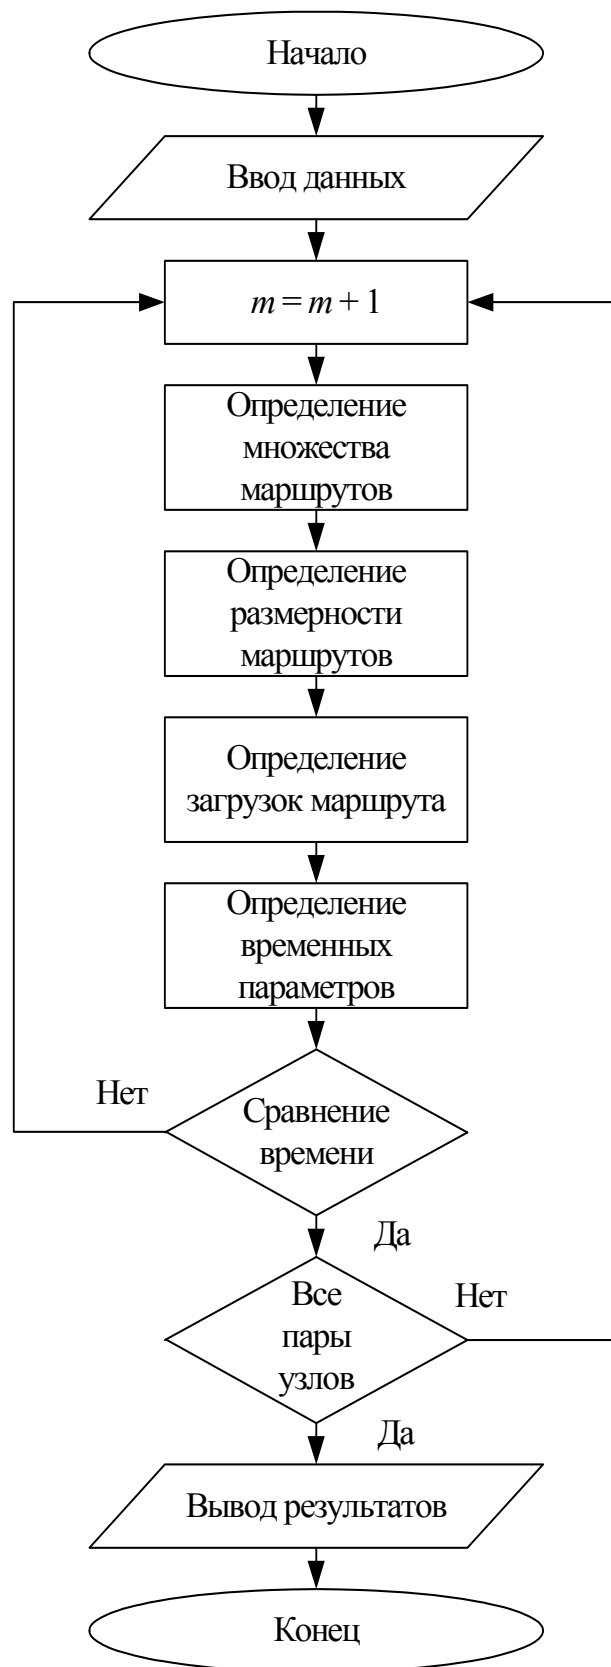 Начало
Ввод данных
m = m + 1
Определение
множества
маршрутов
Определение
размерности
маршрутов
Определение
загрузок маршрута
Определение
временных
параметров
Нет
Сравнение
времени
Да
Все
пары
узлов
Нет
Да
Вывод результатов
Конец